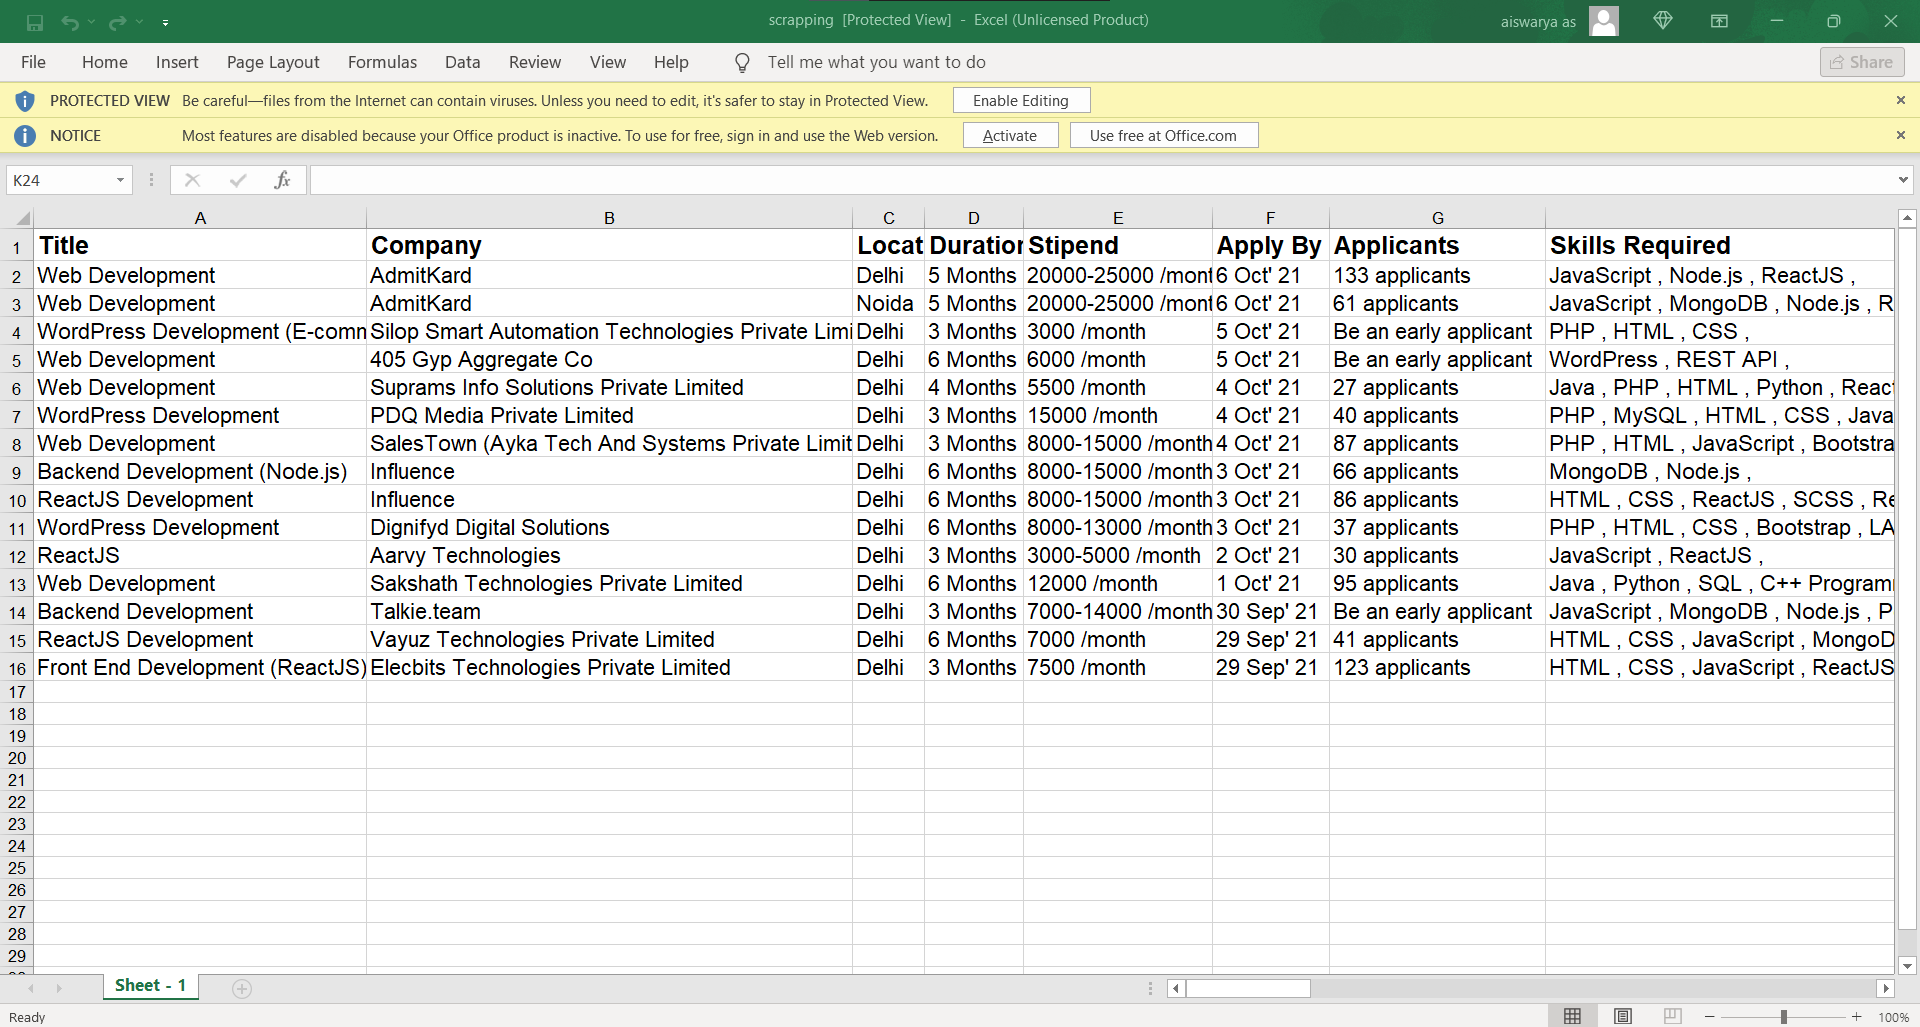 scrapping [Protected View] - Excel (Unlicensed Product) aiswarya as
File Home Insert Page Layout Formulas Data Review View Help Tell me what you want to do Share
PROTECTED VIEW Be careful—files from the Internet can contain viruses. Unless you need to edit, it's safer to stay in Protected View. Enable Editing
NOTICE Most features are disabled because your Office product is inactive. To use for free, sign in and use the Web version. Activate Use free at Office.com
K24 fx
A B C D E F G
1 Title Company Locat Duration Stipend Apply By Applicants Skills Required
2 Web Development AdmitKard Delhi 5 Months 20000-25000 /mont 6 Oct' 21 133 applicants JavaScript , Node.js , ReactJS ,
3 Web Development AdmitKard Noida 5 Months 20000-25000 /mont 6 Oct' 21 61 applicants JavaScript , MongoDB , Node.js , R
4 WordPress Development (E-comm Silop Smart Automation Technologies Private Limi Delhi 3 Months 3000 /month 5 Oct' 21 Be an early applicant PHP , HTML , CSS ,
5 Web Development 405 Gyp Aggregate Co Delhi 6 Months 6000 /month 5 Oct' 21 Be an early applicant WordPress , REST API ,
6 Web Development Suprams Info Solutions Private Limited Delhi 4 Months 5500 /month 4 Oct' 21 27 applicants Java , PHP , HTML , Python , React
7 WordPress Development PDQ Media Private Limited Delhi 3 Months 15000 /month 4 Oct' 21 40 applicants PHP , MySQL , HTML , CSS , Java
8 Web Development SalesTown (Ayka Tech And Systems Private Limit Delhi 3 Months 8000-15000 /month 4 Oct' 21 87 applicants PHP , HTML , JavaScript , Bootstra
9 Backend Development (Node.js) Influence Delhi 6 Months 8000-15000 /month 3 Oct' 21 66 applicants MongoDB , Node.js ,
10 ReactJS Development Influence Delhi 6 Months 8000-15000 /month 3 Oct' 21 86 applicants HTML , CSS , ReactJS , SCSS , Re
11 WordPress Development Dignifyd Digital Solutions Delhi 6 Months 8000-13000 /month 3 Oct' 21 37 applicants PHP , HTML , CSS , Bootstrap , LA
12 ReactJS Aarvy Technologies Delhi 3 Months 3000-5000 /month 2 Oct' 21 30 applicants JavaScript , ReactJS ,
13 Web Development Sakshath Technologies Private Limited Delhi 6 Months 12000 /month 1 Oct' 21 95 applicants Java , Python , SQL , C++ Program
14 Backend Development Talkie.team Delhi 3 Months 7000-14000 /month 30 Sep' 21 Be an early applicant JavaScript , MongoDB , Node.js , P
15 ReactJS Development Vayuz Technologies Private Limited Delhi 6 Months 7000 /month 29 Sep' 21 41 applicants HTML , CSS , JavaScript , MongoD
16 Front End Development (ReactJS) Elecbits Technologies Private Limited Delhi 3 Months 7500 /month 29 Sep' 21 123 applicants HTML , CSS , JavaScript , ReactJS
17
18
19
20
21
22
23
24
25
26
27
28
29
Sheet - 1
Ready 100%